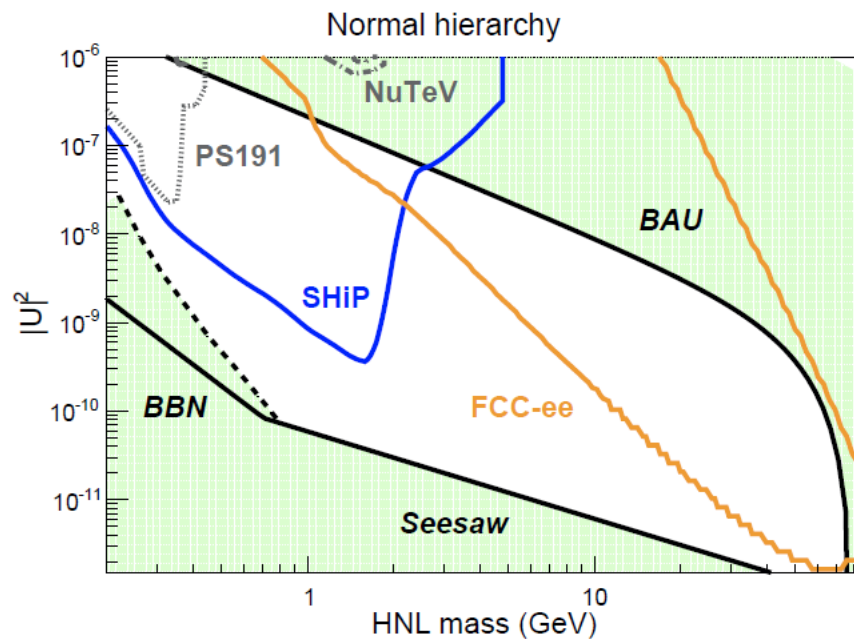 Normal hierarchy
10-6
NuTeV
10-7
PS191
10-8
BAU
|U|2
SHiP
10-9
FCC-ee
BBN
10-10
10-11
Seesaw
1
10
HNL mass (GeV)